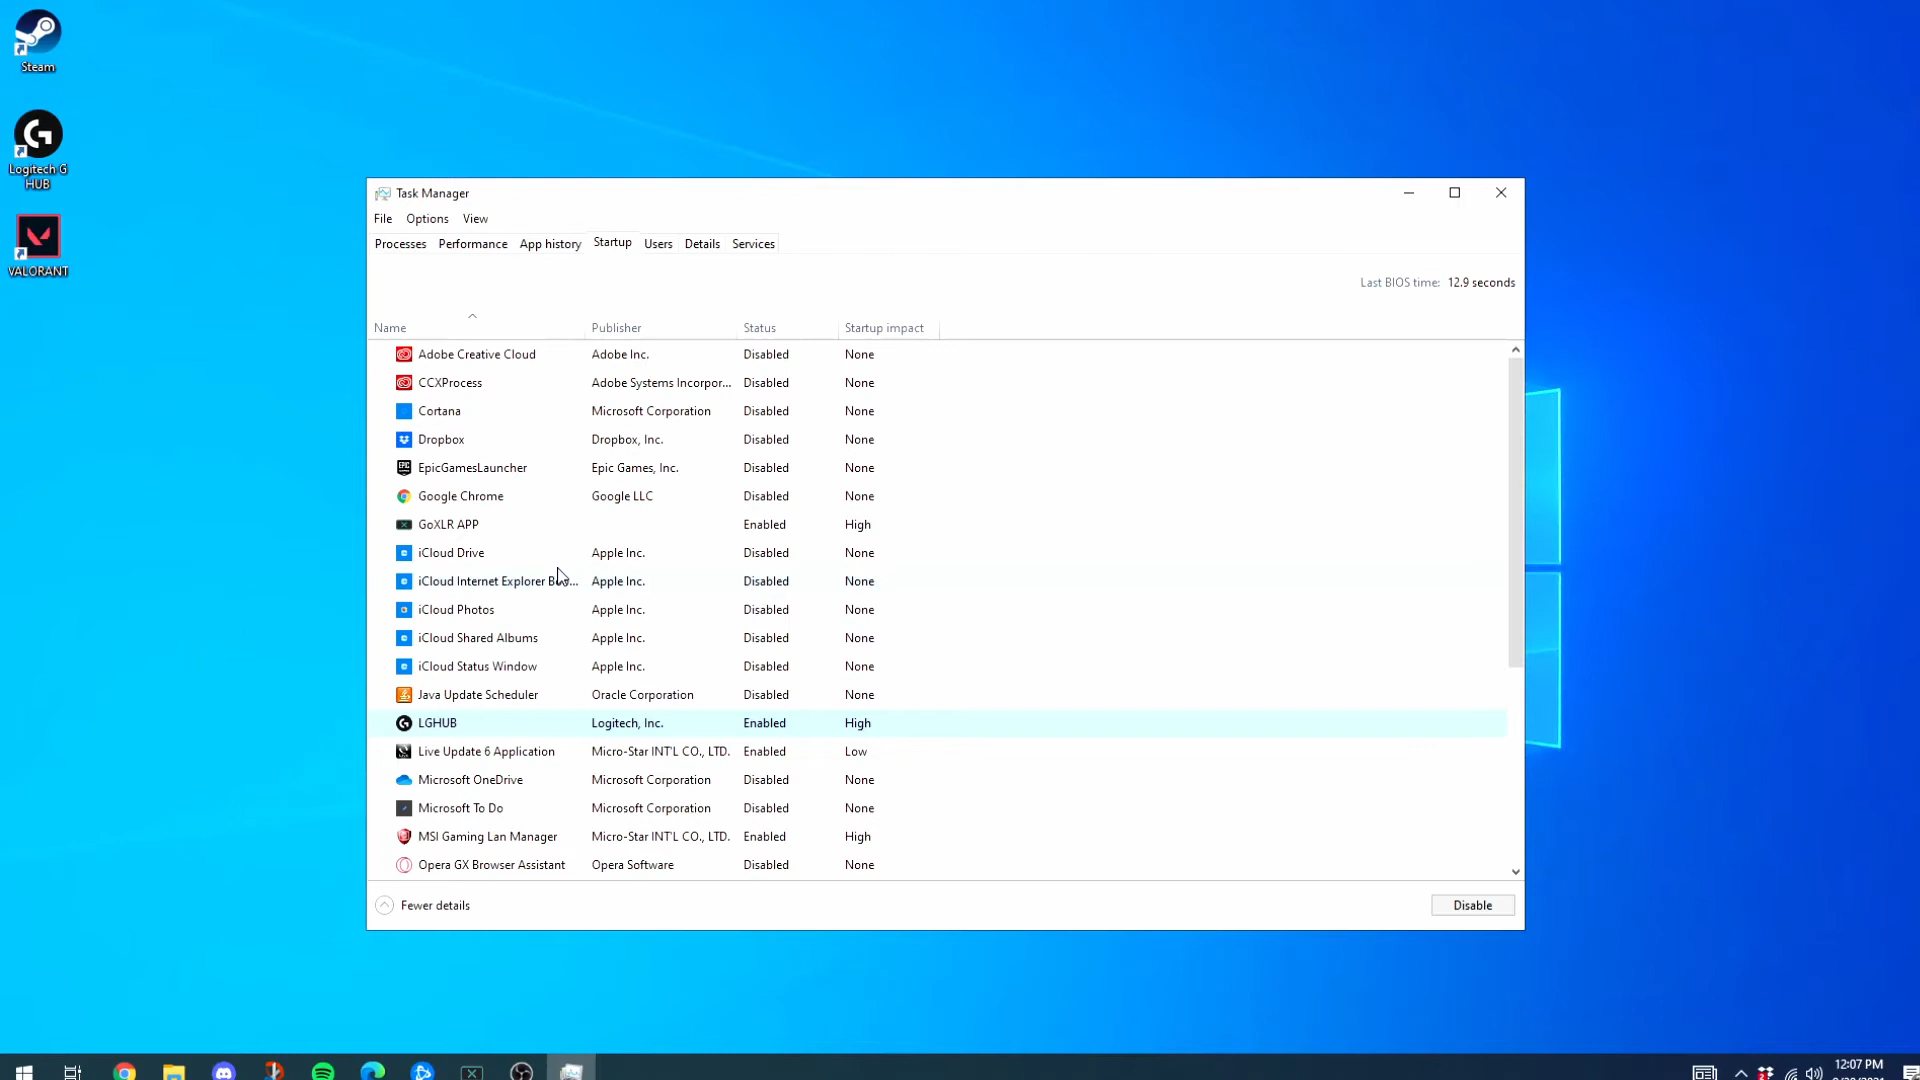 Steam
Logitech G
HUB
VALORANT
Task Manager
File Options View
Processes Performance App history Startup Users Details Services
Last BIOS time: 12.9 seconds
Name Publisher Status Startup impact
Adobe Creative Cloud Adobe Inc. Disabled None
CCXProcess Adobe Systems Incorpor... Disabled None
Cortana Microsoft Corporation Disabled None
Dropbox Dropbox, Inc. Disabled None
EpicGamesLauncher Epic Games, Inc. Disabled None
Google Chrome Google LLC Disabled None
GoXLR APP Enabled High
iCloud Drive Apple Inc. Disabled None
iCloud Internet Explorer Apple Inc. Disabled None
iCloud Photos Apple Inc. Disabled None
iCloud Shared Albums Apple Inc. Disabled None
iCloud Status Window Apple Inc. Disabled None
Java Update Scheduler Oracle Corporation Disabled None
LGHUB Logitech, Inc. Enabled High
Live Update 6 Application Micro-Star INT'L CO., LTD. Enabled Low
Microsoft OneDrive Microsoft Corporation Disabled None
Microsoft To Do Microsoft Corporation Disabled None
MSI Gaming Lan Manager Micro-Star INT'L CO., LTD. Enabled High
Opera GX Browser Assistant Opera Software Disabled None
Fewer details Disable
12:07 PM